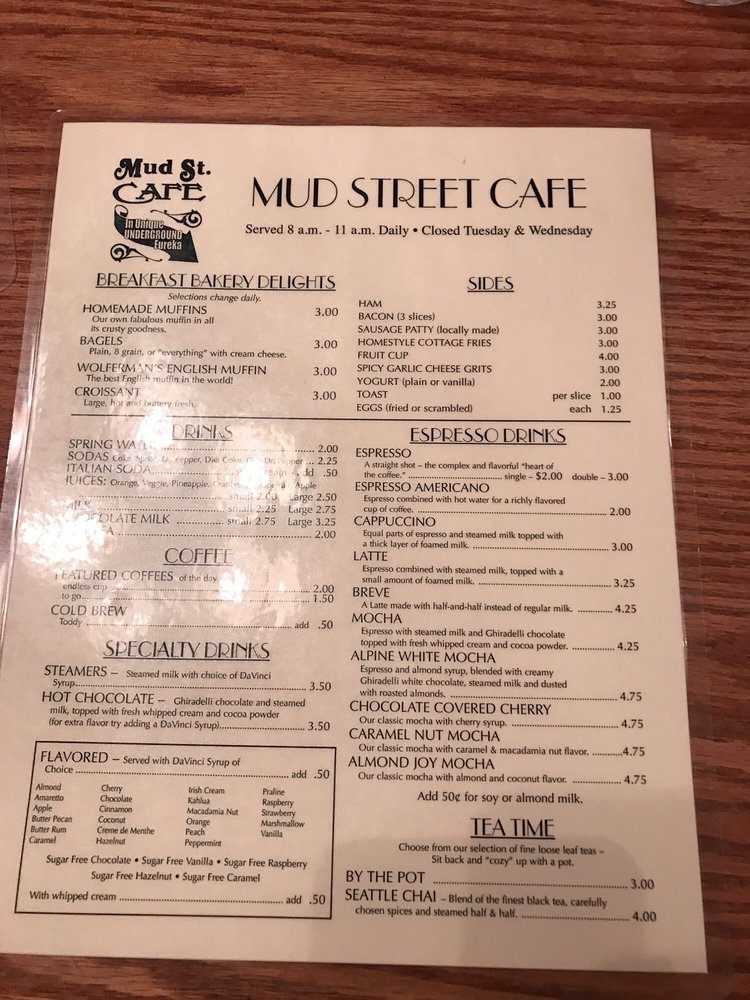 Mud St.
CAFE
In Unique
UNDERGROUND
Eureka
MUD STREET CAFE
Served 8 a.m. - 11 a.m. Daily • Closed Tuesday & Wednesday
BREAKFAST BAKERY DELIGHTS
Selections change daily.
HOMEMADE MUFFINS 3.00
Our own fabulous muffin in all
its crusty goodness.
BAGELS 3.00
Plain, 8 grain, or "everything" with cream cheese.
WOLFERMAN'S ENGLISH MUFFIN 3.00
The best English muffin in the world!
CROISSANT 3.00
Large, hot and buttery fresh.
SIDES
HAM 3.25
BACON (3 slices) 3.00
SAUSAGE PATTY (locally made) 3.00
HOMESTYLE COTTAGE FRIES 3.00
FRUIT CUP 4.00
SPICY GARLIC CHEESE GRITS 3.00
YOGURT (plain or vanilla) 2.00
TOAST per slice 1.00
EGGS (fried or scrambled) each 1.25
DRINKS
SPRING WATER 2.00
SODAS Coke, Dr. Pepper, Diet Coke, Pepper 2.25
ITALIAN SODA add .50
JUICES: Orange, Veggie, Pineapple, Apple
small 2.00 Large 2.50
MILK small 2.25 Large 2.75
CHOCOLATE MILK small 2.75 Large 3.25
2.00
COFFEE
FEATURED COFFEES of the day
endless cup 2.00
to go 1.50
COLD BREW
Toddy add .50
SPECIALTY DRINKS
STEAMERS – Steamed milk with choice of DaVinci
Syrup 3.50
HOT CHOCOLATE – Ghiradelli chocolate and steamed
milk, topped with fresh whipped cream and cocoa powder
(for extra flavor try adding a DaVinci Syrup) 3.50
FLAVORED – Served with DaVinci Syrup of
Choice add .50
Almond Cherry Irish Cream Praline
Amaretto Chocolate Kahlua Raspberry
Apple Cinnamon Macadamia Nut Strawberry
Butter Pecan Coconut Orange Marshmallow
Butter Rum Creme de Menthe Peach Vanilla
Caramel Hazelnut Peppermint
Sugar Free Chocolate • Sugar Free Vanilla • Sugar Free Raspberry
Sugar Free Hazelnut • Sugar Free Caramel
With whipped cream add .50
ESPRESSO DRINKS
ESPRESSO
A straight shot – the complex and flavorful "heart of
the coffee." single – $2.00 double – 3.00
ESPRESSO AMERICANO
Espresso combined with hot water for a richly flavored
cup of coffee. 2.00
CAPPUCCINO
Equal parts of espresso and steamed milk topped with
a thick layer of foamed milk. 3.00
LATTE
Espresso combined with steamed milk, topped with a
small amount of foamed milk. 3.25
BREVE
A Latte made with half-and-half instead of regular milk. 4.25
MOCHA
Espresso with steamed milk and Ghiradelli chocolate
topped with fresh whipped cream and cocoa powder. 4.25
ALPINE WHITE MOCHA
Espresso and almond syrup, blended with creamy
Ghiradelli white chocolate, steamed milk and dusted
with roasted almonds. 4.75
CHOCOLATE COVERED CHERRY
Our classic mocha with cherry syrup. 4.75
CARAMEL NUT MOCHA
Our classic mocha with caramel & macadamia nut flavor. 4.75
ALMOND JOY MOCHA
Our classic mocha with almond and coconut flavor. 4.75
Add 50¢ for soy or almond milk.
TEA TIME
Choose from our selection of fine loose leaf teas –
Sit back and "cozy" up with a pot.
BY THE POT 3.00
SEATTLE CHAI – Blend of the finest black tea, carefully
chosen spices and steamed half & half. 4.00